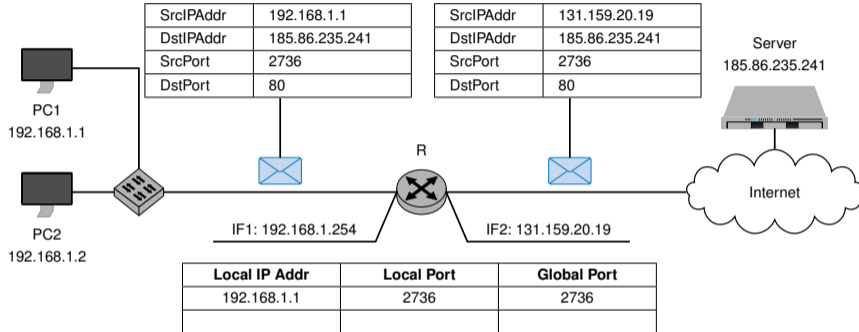 SrcIPAddr 192.168.1.1
DstIPAddr 185.86.235.241
SrcPort 2736
DstPort 80
SrcIPAddr 131.159.20.19
DstIPAddr 185.86.235.241
SrcPort 2736
DstPort 80
Server
185.86.235.241
PC1
192.168.1.1
R
Internet
PC2
192.168.1.2
IF1: 192.168.1.254
IF2: 131.159.20.19
Local IP Addr Local Port Global Port
192.168.1.1 2736 2736